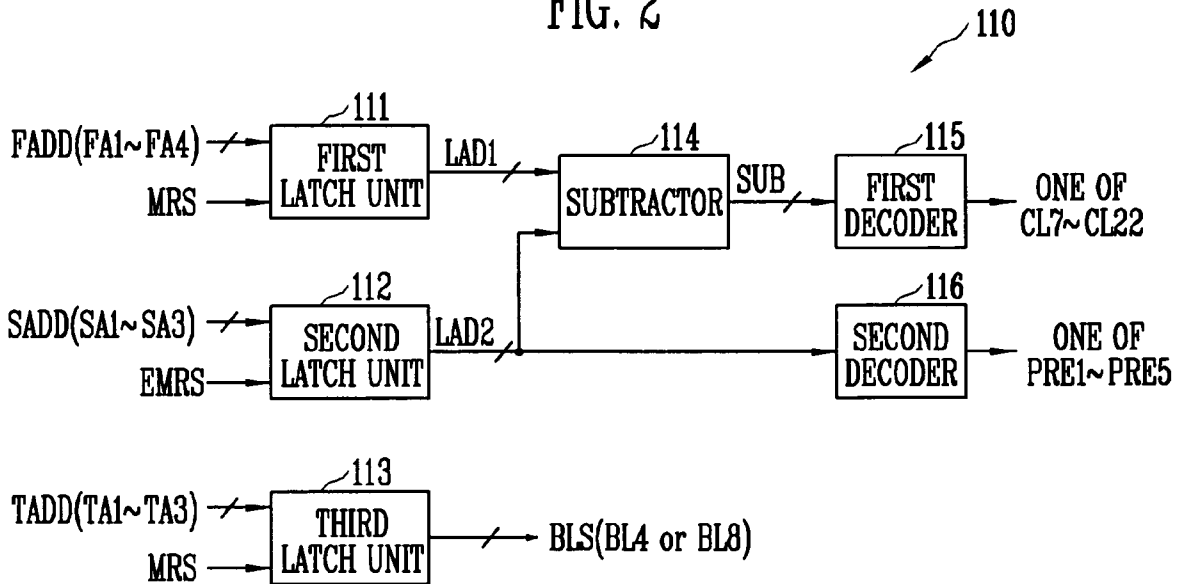 FIG. 2
110
FADD(FA1~FA4)
MRS
111
FIRST
LATCH UNIT
LAD1
114
SUBTRACTOR
SUB
115
FIRST
DECODER
ONE OF
CL7~CL22
SADD(SA1~SA3)
EMRS
112
SECOND
LATCH UNIT
LAD2
116
SECOND
DECODER
ONE OF
PRE1~PRE5
TADD(TA1~TA3)
MRS
113
THIRD
LATCH UNIT
BLS(BL4 or BL8)